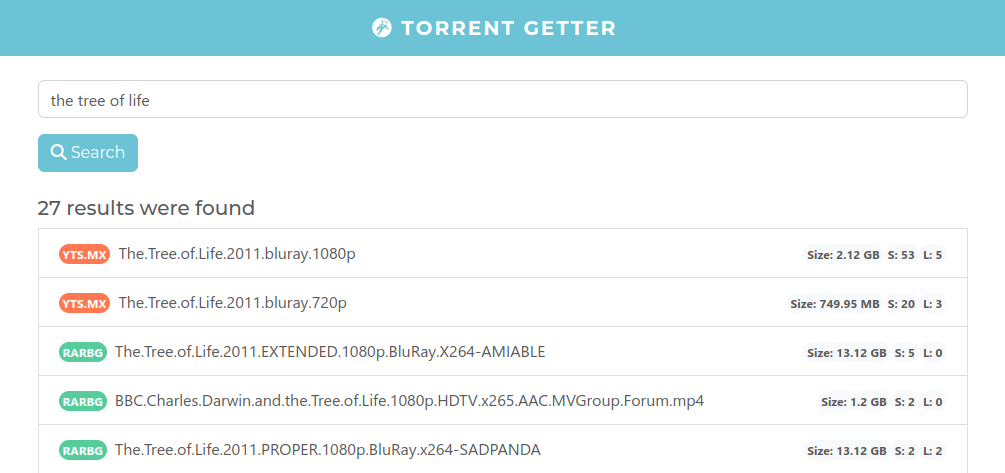 TORRENT GETTER
the tree of life
Search
27 results were found
YTS.MX The.Tree.of.Life.2011.bluray.1080p Size: 2.12 GB S: 53 L: 5
YTS.MX The.Tree.of.Life.2011.bluray.720p Size: 749.95 MB S: 20 L: 3
RARBG The.Tree.of.Life.2011.EXTENDED.1080p.BluRay.X264-AMIABLE Size: 13.12 GB S: 5 L: 0
RARBG BBC.Charles.Darwin.and.the.Tree.of.Life.1080p.HDTV.x265.AAC.MVGroup.Forum.mp4 Size: 1.2 GB S: 2 L: 0
RARBG The.Tree.of.Life.2011.PROPER.1080p.BluRay.x264-SADPANDA Size: 13.12 GB S: 2 L: 2